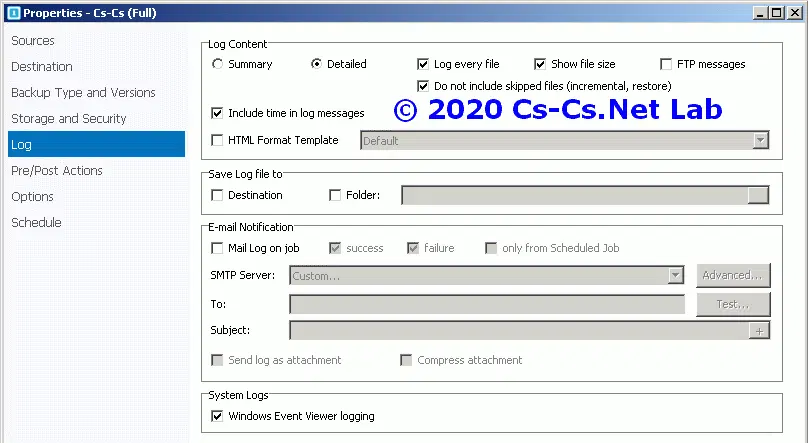 Properties - Cs-Cs (Full)
Sources
Destination
Backup Type and Versions
Storage and Security
Log
Pre/Post Actions
Options
Schedule
Log Content
Summary Detailed Log every file Show file size FTP messages
Do not include skipped files (incremental, restore)
Include time in log messages
© 2020 Cs-Cs.Net Lab
HTML Format Template Default
Save Log file to
Destination Folder:
E-mail Notification
Mail Log on job success failure only from Scheduled Job
SMTP Server: Custom... Advanced...
To: Test...
Subject: +
Send log as attachment Compress attachment
System Logs
Windows Event Viewer logging